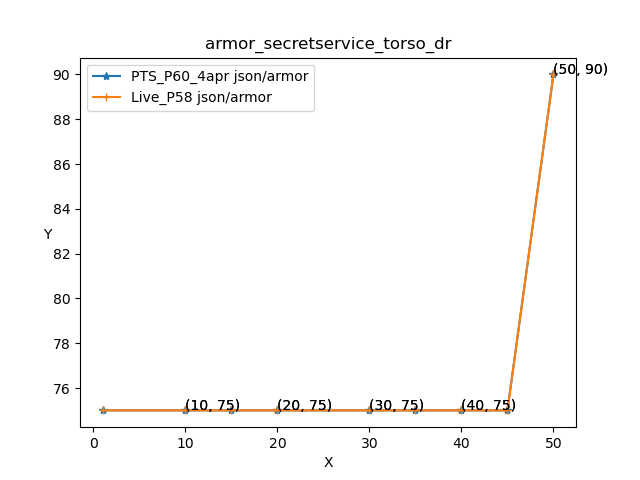 armor_secretservice_torso_dr
PTS_P60_4apr json/armor
Live_P58 json/armor
(50, 90)
90
88
86
84
Y
82
80
78
76
(10, 75) (20, 75) (30, 75) (40, 75)
0 10 20 30 40 50
X